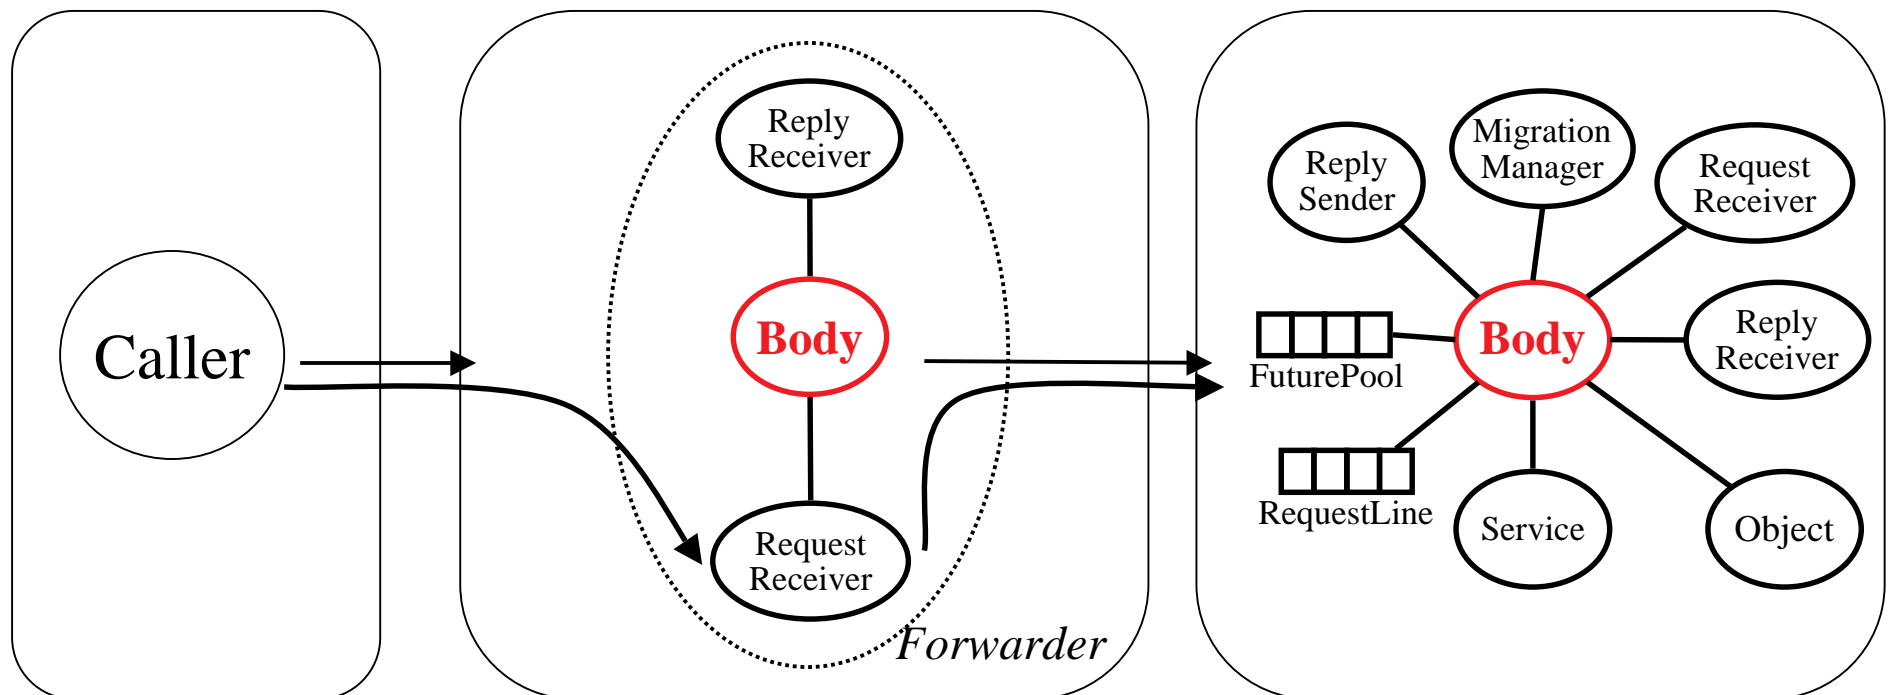 Caller
Reply
Receiver
Body
Request
Receiver
Forwarder
Reply
Sender
Migration
Manager
Request
Receiver
FuturePool
Body
Reply
Receiver
RequestLine
Service
Object